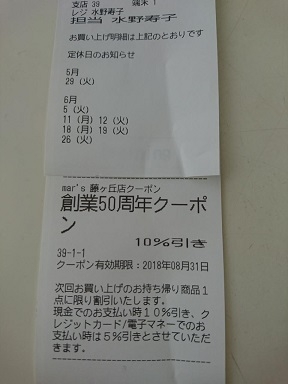 支店 39 端末 1
レジ 水野寿子
担当 水野寿子
お買い上げ明細は上記のとおりです
定休日のお知らせ
5月
29 (火)
6月
5 (火)
11 (月) 12 (火)
18 (月) 19 (火)
26 (火)
mar's 藤ヶ丘店クーポン
創業50周年クーポ
ン
10%引き
39-1-1
クーポン有効期限：2018年08月31日
次回お買い上げのお持ち帰り商品1
点に限り割引いたします。
現金でのお支払い時10%引き、ク
レジットカード/電子マネーでのお
支払い時は5%引きとさせていただ
きます。